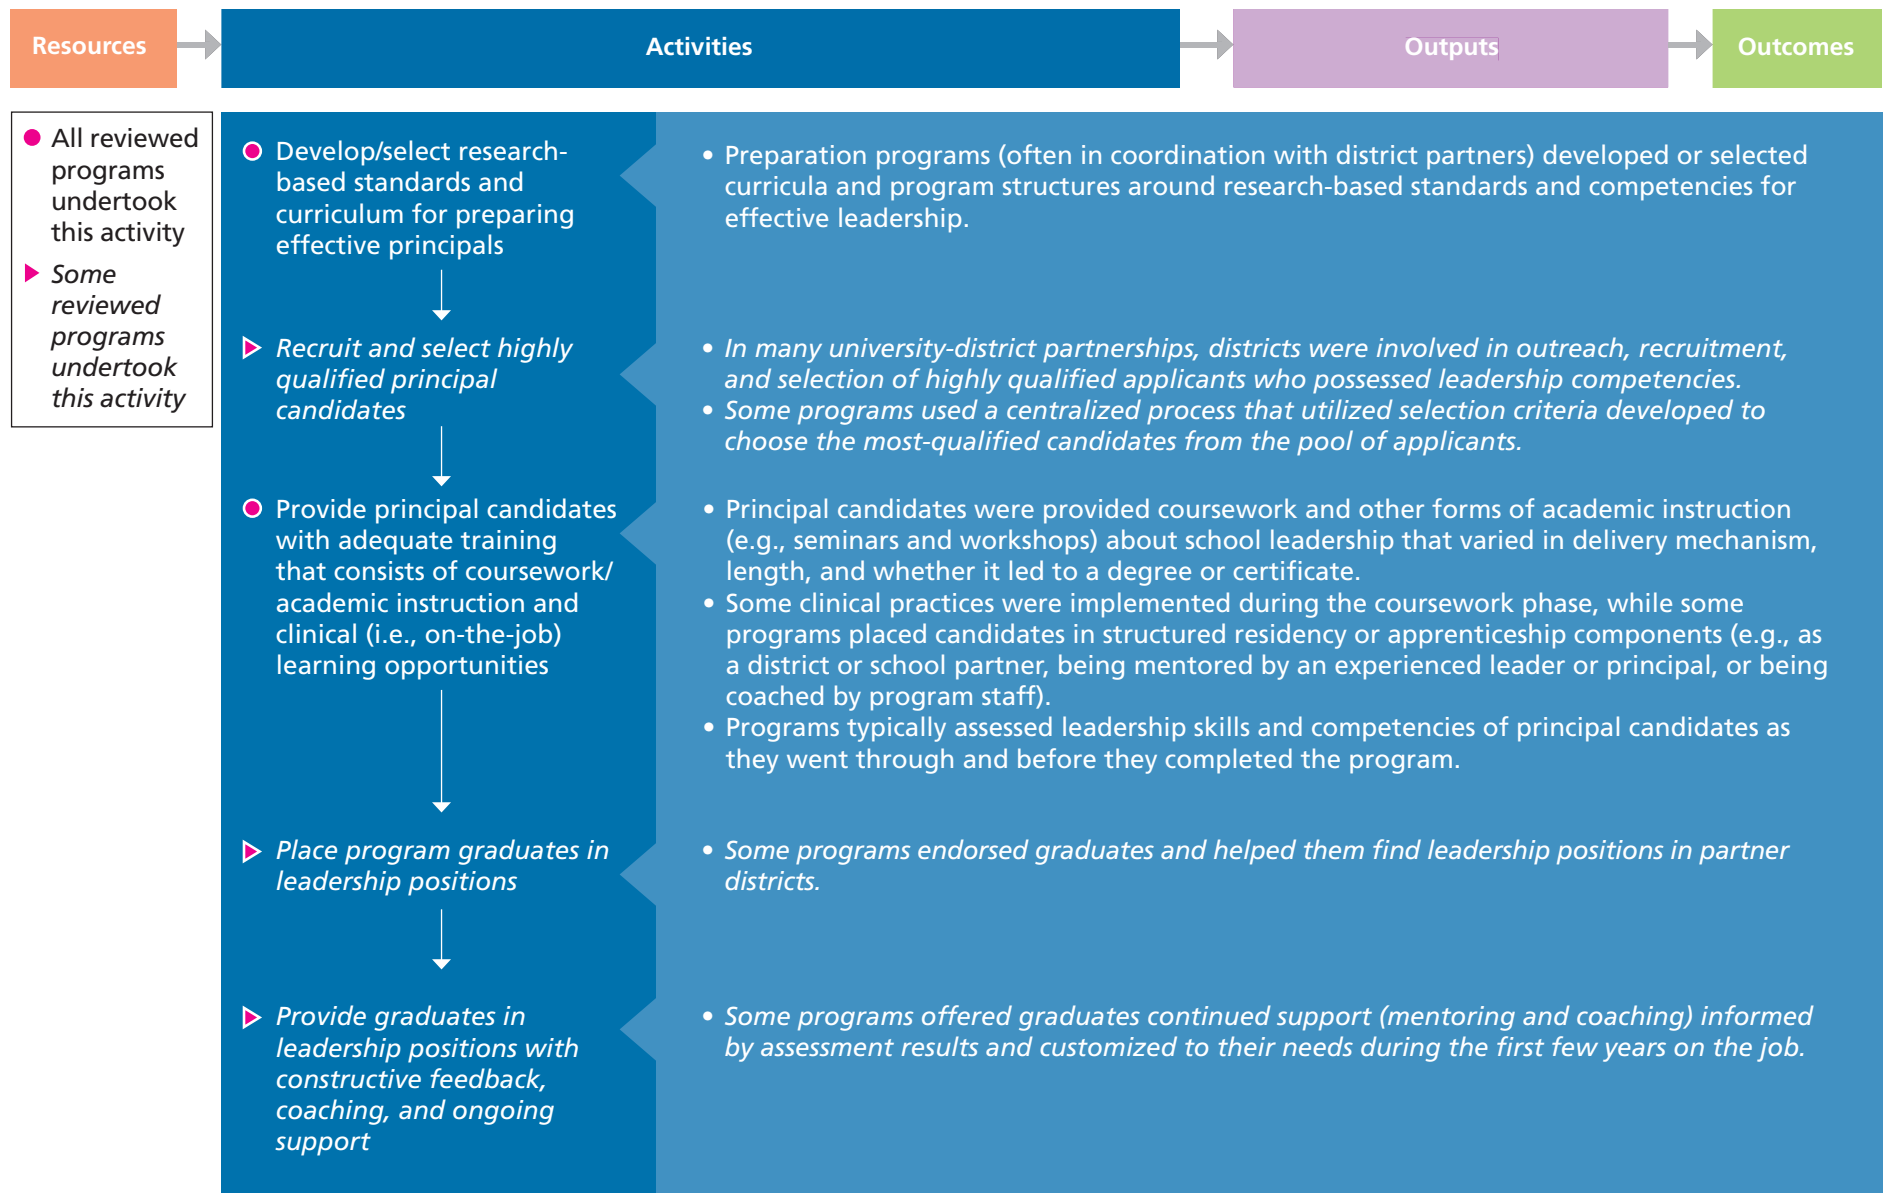 Resources
Activities
Outputs
Outcomes
● All reviewed
programs
undertook
this activity
▶ Some
reviewed
programs
undertook
this activity
Develop/select research-
based standards and
curriculum for preparing
effective principals
• Preparation programs (often in coordination with district partners) developed or selected
curricula and program structures around research-based standards and competencies for
effective leadership.
Recruit and select highly
qualified principal
candidates
• In many university-district partnerships, districts were involved in outreach, recruitment,
and selection of highly qualified applicants who possessed leadership competencies.
• Some programs used a centralized process that utilized selection criteria developed to
choose the most-qualified candidates from the pool of applicants.
Provide principal candidates
with adequate training
that consists of coursework/
academic instruction and
clinical (i.e., on-the-job)
learning opportunities
• Principal candidates were provided coursework and other forms of academic instruction
(e.g., seminars and workshops) about school leadership that varied in delivery mechanism,
length, and whether it led to a degree or certificate.
• Some clinical practices were implemented during the coursework phase, while some
programs placed candidates in structured residency or apprenticeship components (e.g., as
a district or school partner, being mentored by an experienced leader or principal, or being
coached by program staff).
• Programs typically assessed leadership skills and competencies of principal candidates as
they went through and before they completed the program.
Place program graduates in
leadership positions
• Some programs endorsed graduates and helped them find leadership positions in partner
districts.
Provide graduates in
leadership positions with
constructive feedback,
coaching, and ongoing
support
• Some programs offered graduates continued support (mentoring and coaching) informed
by assessment results and customized to their needs during the first few years on the job.